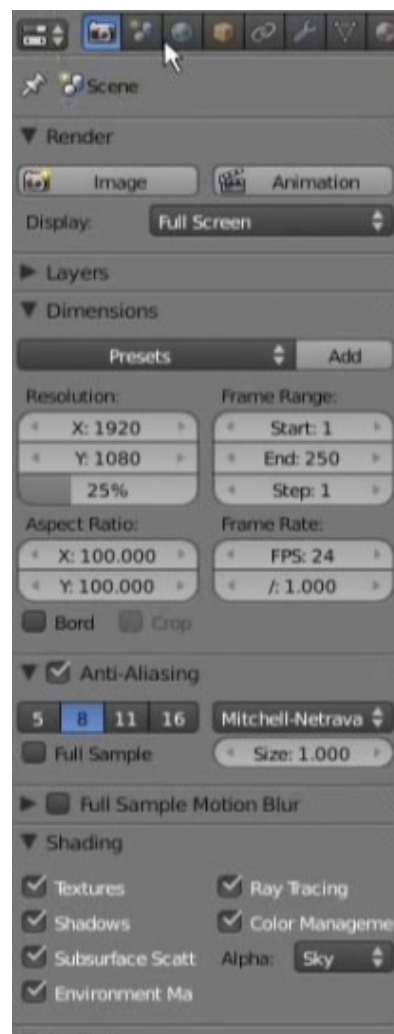 Scene
Render
Image Animation
Display: Full Screen
Layers
Dimensions
Presets Add
Resolution: Frame Range:
X: 1920 Start: 1
Y: 1080 End: 250
25% Step: 1
Aspect Ratio: Frame Rate:
X: 100.000 FPS: 24
Y: 100.000 /: 1.000
Bord Crop
Anti-Aliasing
5 8 11 16 Mitchell-Netrava
Full Sample Size: 1.000
Full Sample Motion Blur
Shading
Textures Ray Tracing
Shadows Color Manageme
Subsurface Scatt Alpha: Sky
Environment Ma